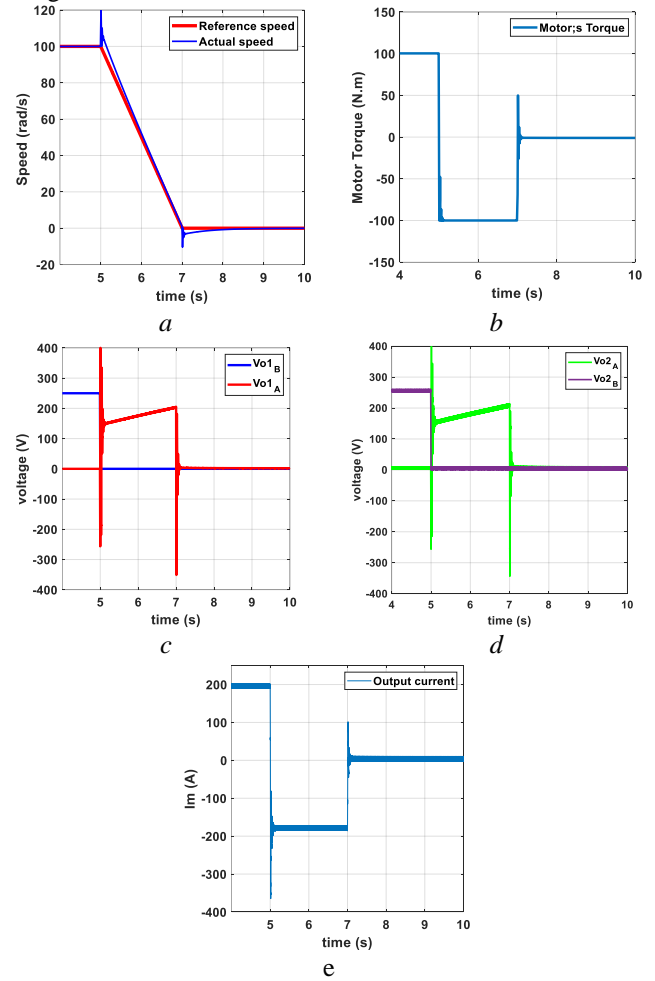 120
100
80
60
40
20
0
-20
Speed (rad/s)
Reference speed
Actual speed
5 6 7 8 9 10
time (s)
a
150
100
50
0
-50
-100
-150
Motor Torque (N.m)
Motor;s Torque
4 6 8 10
time (s)
b
400
300
200
100
0
-100
-200
-300
-400
voltage (V)
Vo1B
Vo1A
5 6 7 8 9 10
time (s)
c
400
300
200
100
0
-100
-200
-300
-400
voltage (V)
Vo2A
Vo2B
4 5 6 7 8 9 10
time (s)
d
200
100
0
-100
-200
-300
-400
Im (A)
Output current
5 6 7 8 9 10
time (s)
e